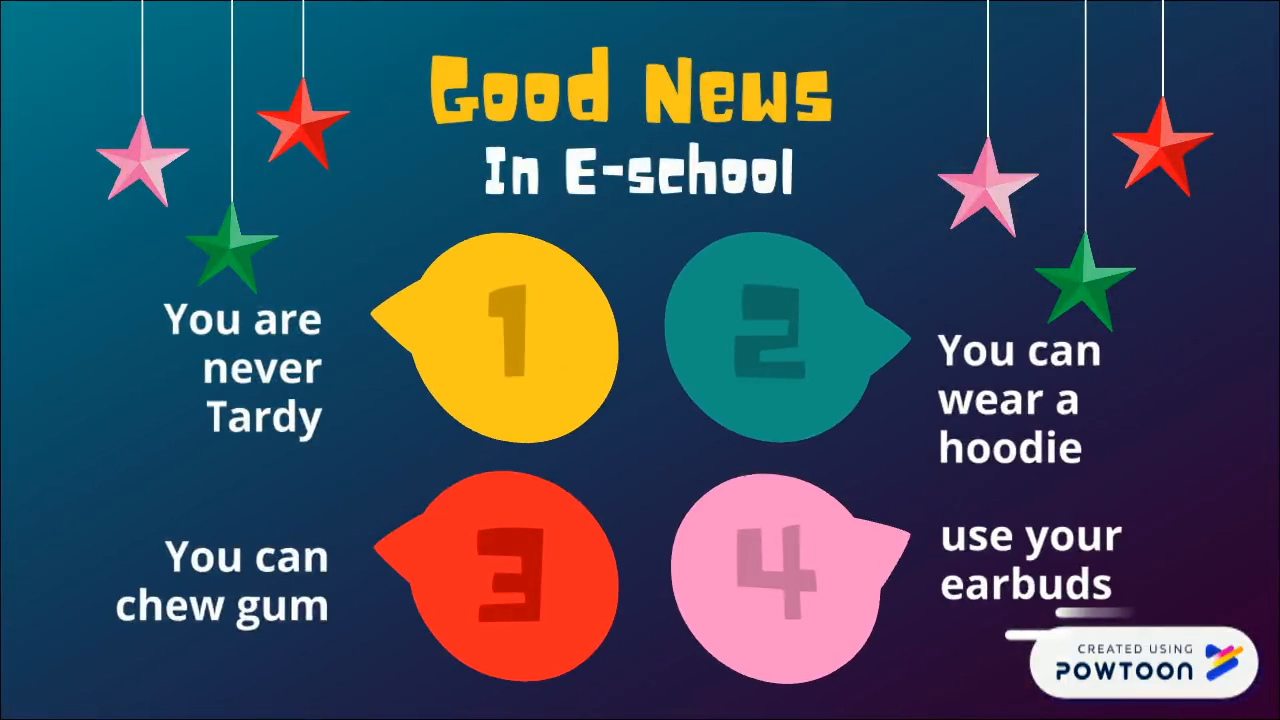 Good News
In E-school
1
You are
never
Tardy
2
You can
wear a
hoodie
3
You can
chew gum
4
use your
earbuds
CREATED USING
POWTOON